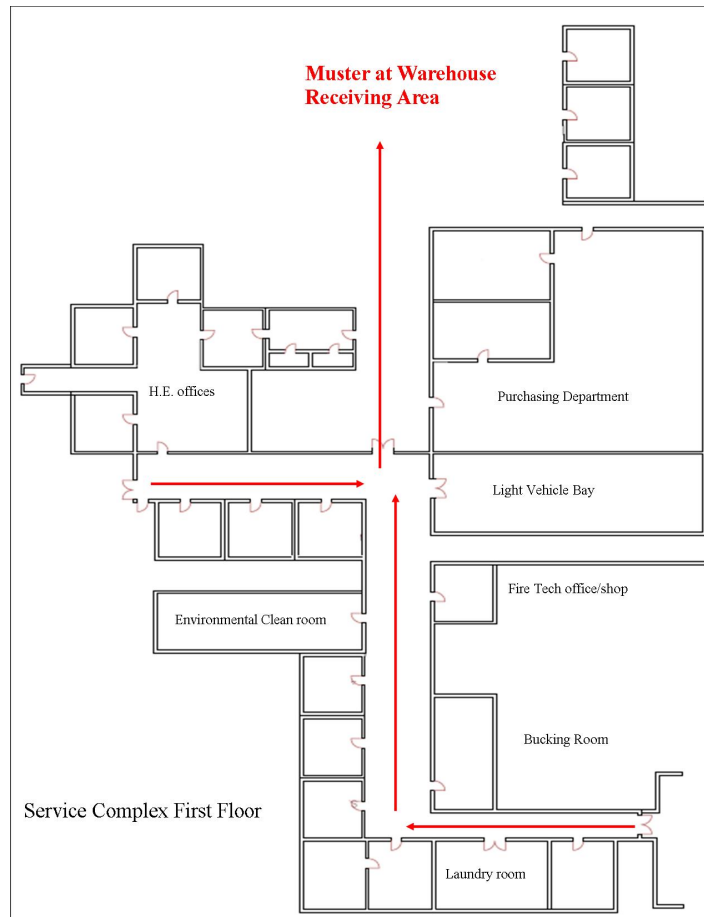 Muster at Warehouse
Receiving Area
H.E. offices
Purchasing Department
Light Vehicle Bay
Fire Tech office/shop
Environmental Clean room
Bucking Room
Service Complex First Floor
Laundry room